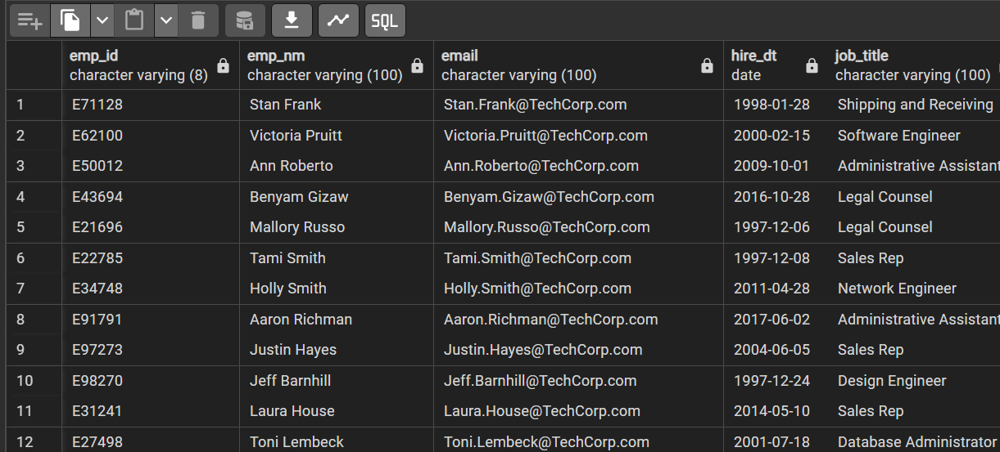 SQL
emp_id emp_nm email hire_dt job_title
character varying (8) character varying (100) character varying (100) date character varying (100)
1 E71128 Stan Frank Stan.Frank@TechCorp.com 1998-01-28 Shipping and Receiving
2 E62100 Victoria Pruitt Victoria.Pruitt@TechCorp.com 2000-02-15 Software Engineer
3 E50012 Ann Roberto Ann.Roberto@TechCorp.com 2009-10-01 Administrative Assistant
4 E43694 Benyam Gizaw Benyam.Gizaw@TechCorp.com 2016-10-28 Legal Counsel
5 E21696 Mallory Russo Mallory.Russo@TechCorp.com 1997-12-06 Legal Counsel
6 E22785 Tami Smith Tami.Smith@TechCorp.com 1997-12-08 Sales Rep
7 E34748 Holly Smith Holly.Smith@TechCorp.com 2011-04-28 Network Engineer
8 E91791 Aaron Richman Aaron.Richman@TechCorp.com 2017-06-02 Administrative Assistant
9 E97273 Justin Hayes Justin.Hayes@TechCorp.com 2004-06-05 Sales Rep
10 E98270 Jeff Barnhill Jeff.Barnhill@TechCorp.com 1997-12-24 Design Engineer
11 E31241 Laura House Laura.House@TechCorp.com 2014-05-10 Sales Rep
12 E27498 Toni Lembeck Toni.Lembeck@TechCorp.com 2001-07-18 Database Administrator